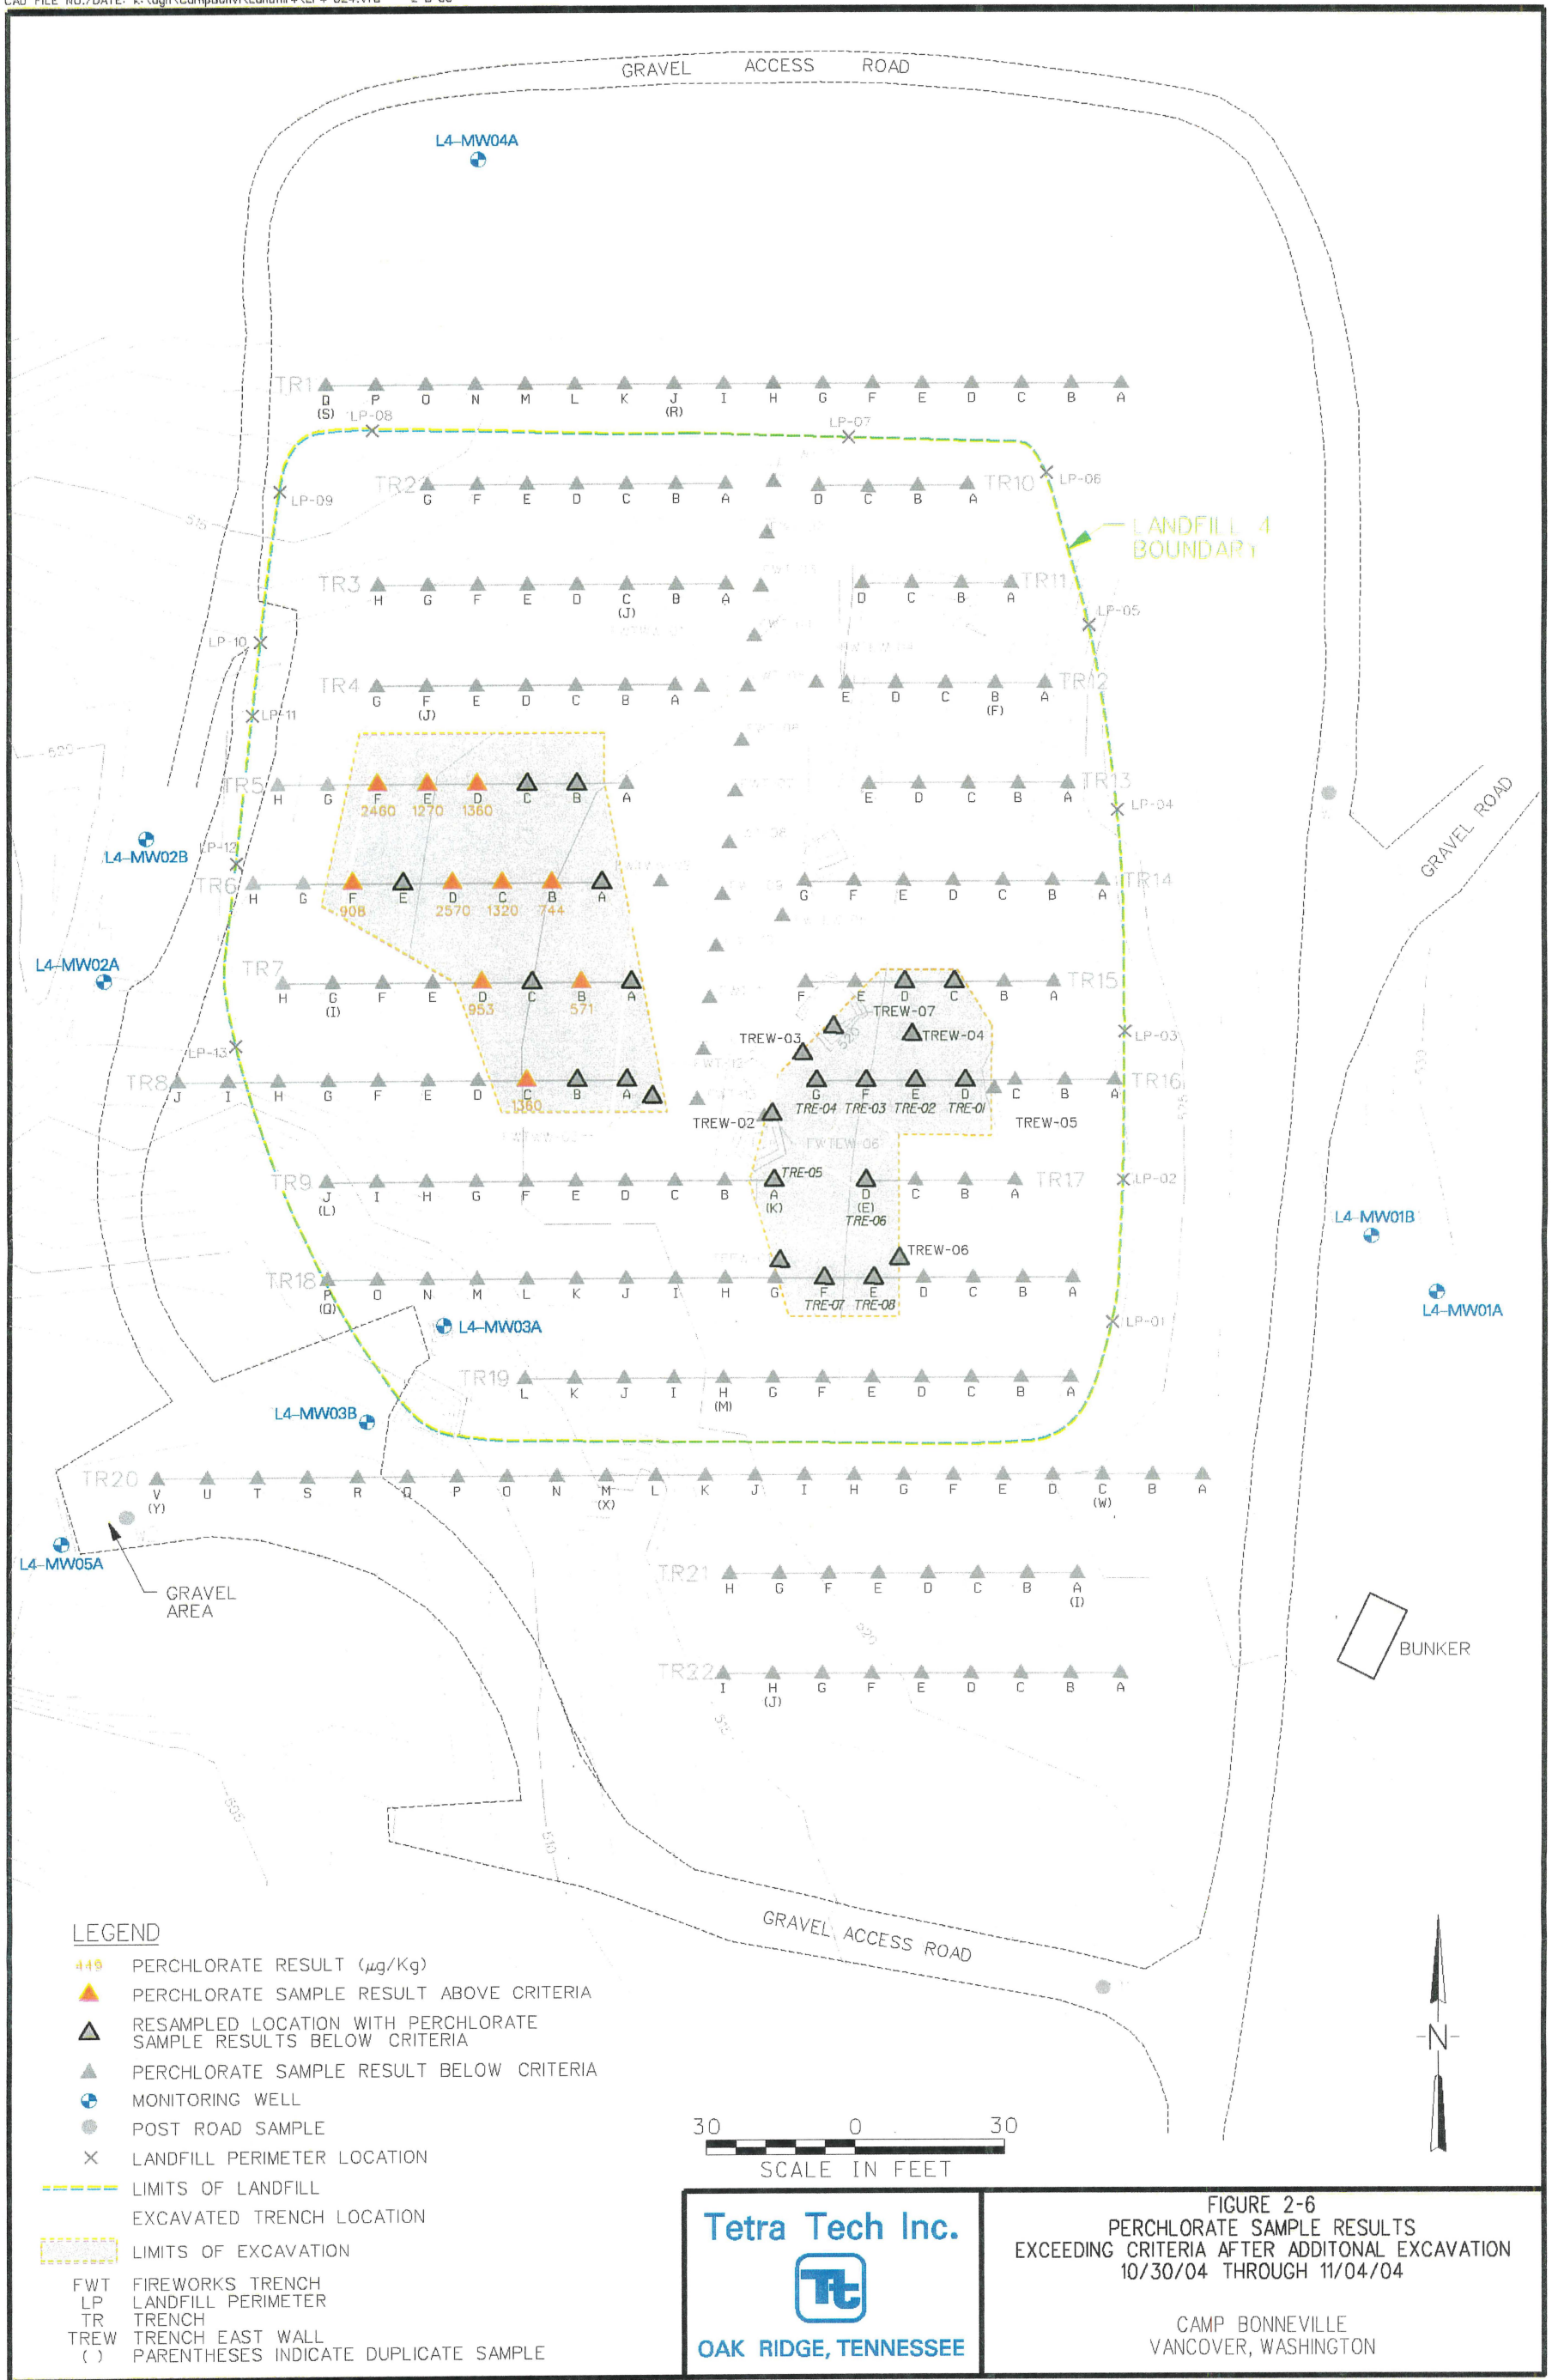 GRAVEL ACCESS ROAD
L4-MW04A
TR1
Q P O N M L K J I H G F E D C B A
(S) (R)
LP-08
LP-07
TR2
G F E D C B A
D C B A
TR10
LP-06
LP-09
515
LANDFILL 4
BOUNDARY
TR3
H G F E D C B A
(J)
D C B A
TR11
LP-05
LP-10
TR4
G F E D C B A
(J)
E D C B A
(F)
TR12
LP-11
520
TR5
H G F E D C B A
2460 1270 1360
E D C B A
TR13
LP-04
GRAVEL ROAD
L4-MW02B
LP-12
TR6
H G F E D C B A
908 2570 1320 744
G F E D C B A
TR14
L4-MW02A
TR7
H G F E D C B A
(I)
953 571
F E D C B A
TR15
TREW-07
TREW-03
TREW-04
LP-03
LP-13
TR8
J I H G F E D C B A
1360
G F E D C B A
TR16
TRE-04 TRE-03 TRE-02 TRE-01
TREW-02
TREW-05
525
TR9
J I H G F E D C B A
(L) (K)
TRE-05
D C B A
(E)
TRE-06
TR17
LP-02
L4-MW01B
TREW-06
TR18
P O N M L K J I H G F E D C B A
(Q)
TRE-07 TRE-08
L4-MW01A
LP-01
L4-MW03A
TR19
L K J I H G F E D C B A
(M)
L4-MW03B
TR20
V U T S R Q P O N M L K J I H G F E D C B A
(Y) (X) (W)
L4-MW05A
GRAVEL
AREA
TR21
H G F E D C B A
(I)
520
BUNKER
TR22
I H G F E D C B A
(J)
515
505
510
GRAVEL ACCESS ROAD
LEGEND
449 PERCHLORATE RESULT (µg/Kg)
PERCHLORATE SAMPLE RESULT ABOVE CRITERIA
RESAMPLED LOCATION WITH PERCHLORATE
SAMPLE RESULTS BELOW CRITERIA
PERCHLORATE SAMPLE RESULT BELOW CRITERIA
MONITORING WELL
POST ROAD SAMPLE
LANDFILL PERIMETER LOCATION
LIMITS OF LANDFILL
EXCAVATED TRENCH LOCATION
LIMITS OF EXCAVATION
FWT FIREWORKS TRENCH
LP LANDFILL PERIMETER
TR TRENCH
TREW TRENCH EAST WALL
( ) PARENTHESES INDICATE DUPLICATE SAMPLE
N
30 0 30
SCALE IN FEET
Tetra Tech Inc.
Tt
OAK RIDGE, TENNESSEE
FIGURE 2-6
PERCHLORATE SAMPLE RESULTS
EXCEEDING CRITERIA AFTER ADDITONAL EXCAVATION
10/30/04 THROUGH 11/04/04
CAMP BONNEVILLE
VANCOVER, WASHINGTON